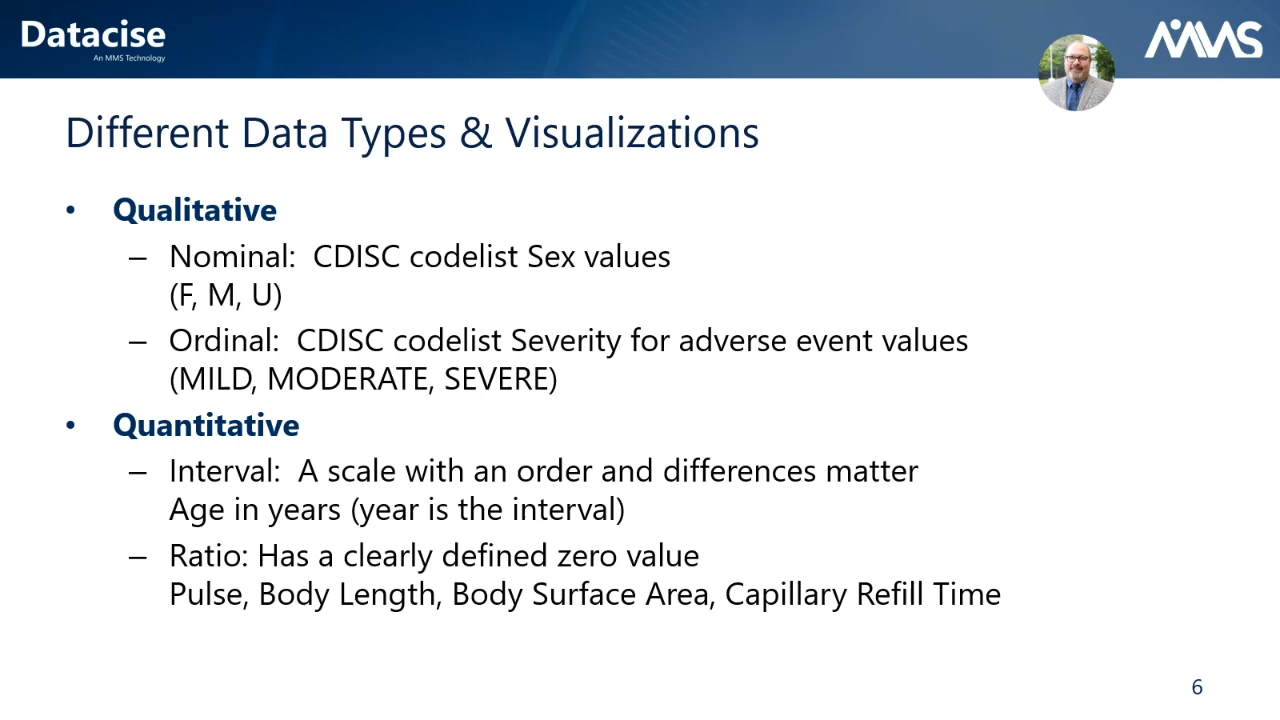 Datacise
An MMS Technology
MMS
Different Data Types & Visualizations
• Qualitative
– Nominal:  CDISC codelist Sex values
(F, M, U)
– Ordinal:  CDISC codelist Severity for adverse event values
(MILD, MODERATE, SEVERE)
• Quantitative
– Interval:  A scale with an order and differences matter
Age in years (year is the interval)
– Ratio: Has a clearly defined zero value
Pulse, Body Length, Body Surface Area, Capillary Refill Time
6